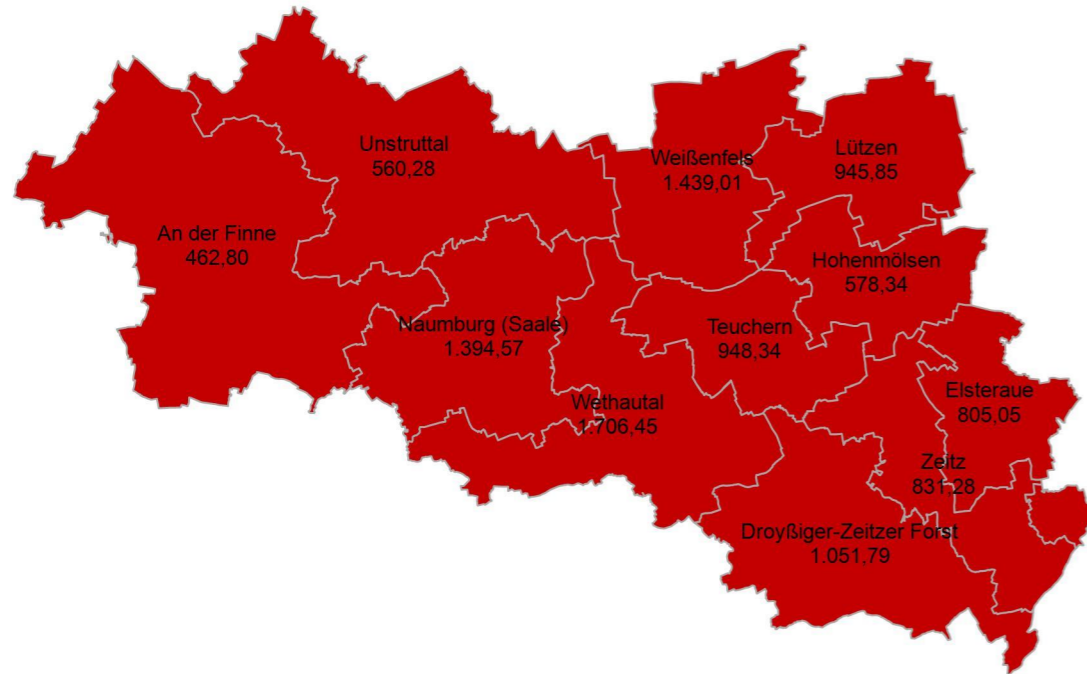 Unstruttal
560,28
Weißenfels
1.439,01
Lützen
945,85
An der Finne
462,80
Hohenmölsen
578,34
Naumburg (Saale)
1.394,57
Teuchern
948,34
Wethautal
1.706,45
Elsteraue
805,05
Zeitz
831,28
Droyßiger-Zeitzer Forst
1.051,79